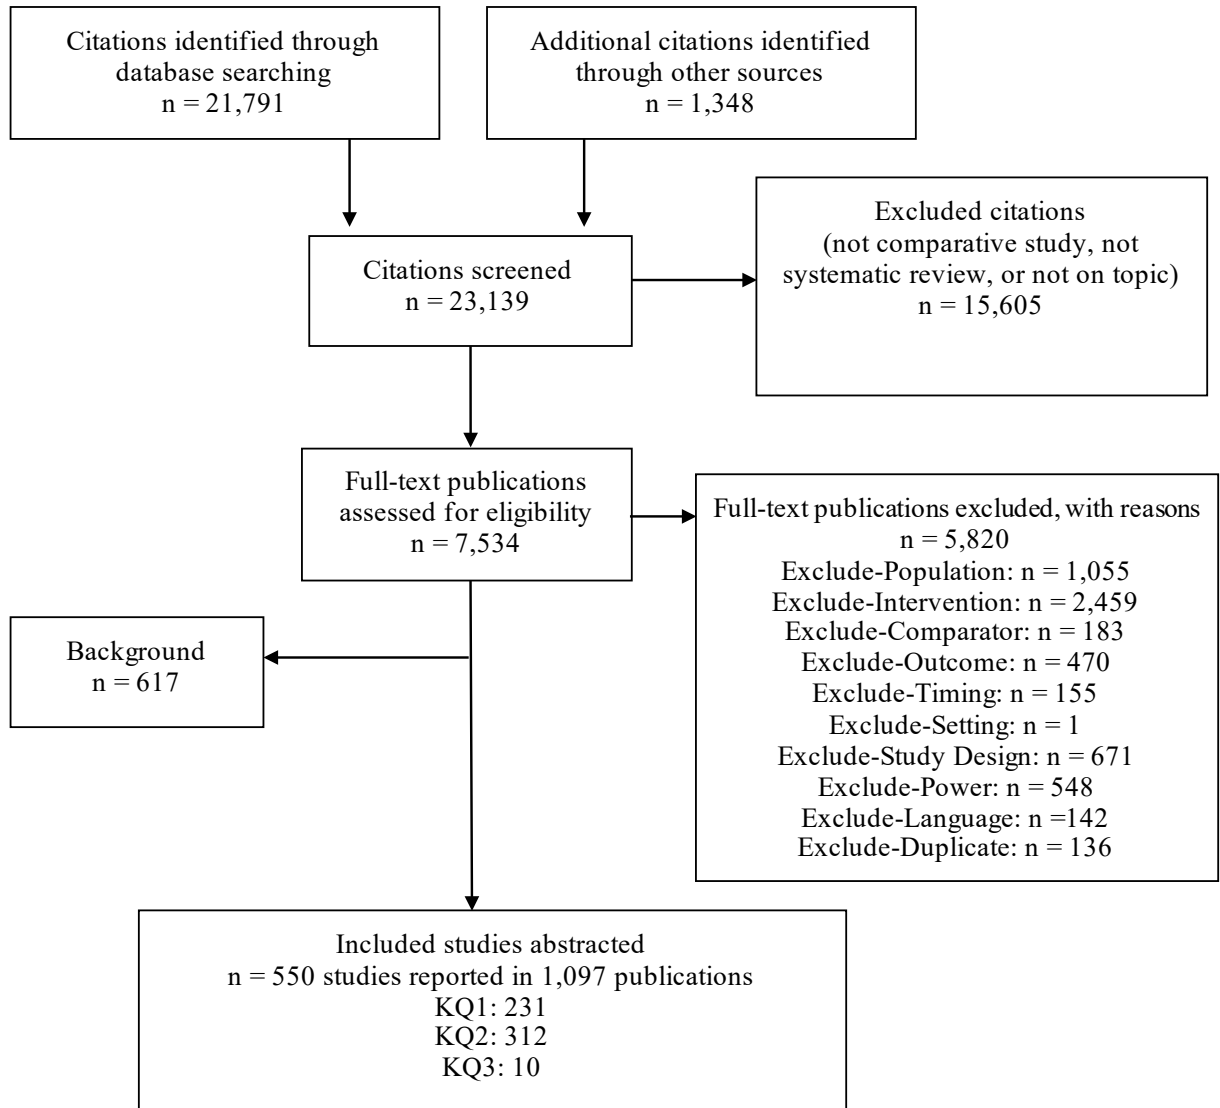 Citations identified through
database searching
n = 21,791
Additional citations identified
through other sources
n = 1,348
Excluded citations
(not comparative study, not
systematic review, or not on topic)
n = 15,605
Citations screened
n = 23,139
Full-text publications
assessed for eligibility
n = 7,534
Full-text publications excluded, with reasons
n = 5,820
Exclude-Population: n = 1,055
Exclude-Intervention: n = 2,459
Exclude-Comparator: n = 183
Exclude-Outcome: n = 470
Exclude-Timing: n = 155
Exclude-Setting: n = 1
Exclude-Study Design: n = 671
Exclude-Power: n = 548
Exclude-Language: n =142
Exclude-Duplicate: n = 136
Background
n = 617
Included studies abstracted
n = 550 studies reported in 1,097 publications
KQ1: 231
KQ2: 312
KQ3: 10